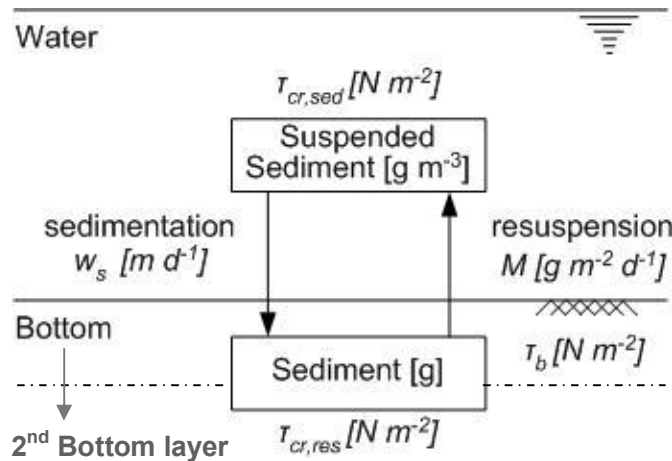 Water
τcr,sed [N m-2]
Suspended
Sediment [g m-3]
sedimentation
ws [m d-1]
resuspension
M [g m-2 d-1]
Bottom
τb [N m-2]
Sediment [g]
2nd Bottom layer
τcr,res [N m-2]